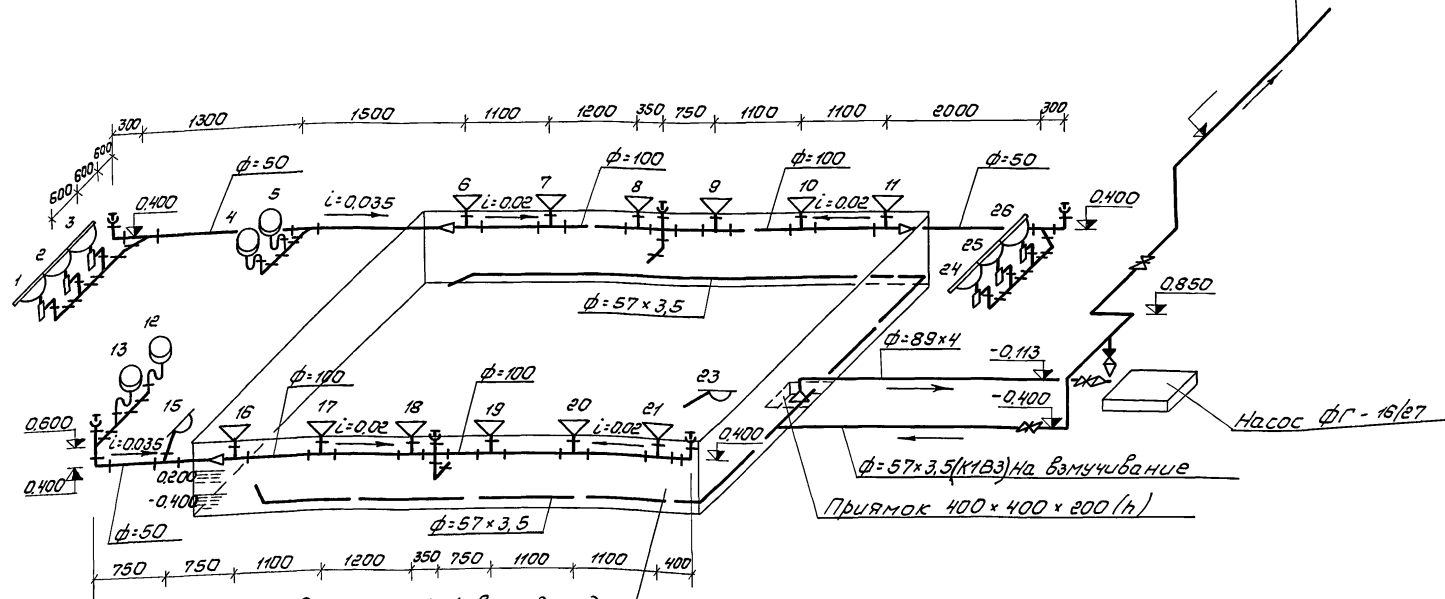 300 1300 1500 1100 1200 350 750 1100 1100 2000 300
600 600 600
ф=50 ф=100 ф=100 ф=50
0,400 i=0,035 i=0,02 i=0,02 0,400
1 2 3 4 5 6 7 8 9 10 11 24 25 26
ф=57×3,5
0,850
ф=89×4
-0,113
-0,400
Насос ФГ-16/27
ф=57×3,5(К1В3)на взмучивание
Приямок 400×400×200(h)
12 13 15 16 17 18 19 20 21 23
ф=100 ф=100
0,600 i=0,035 i=0,02 i=0,02 0,400
0,400 0,200
-0,400
ф=50 ф=57×3,5
750 750 1100 1200 350 750 1100 1100 400